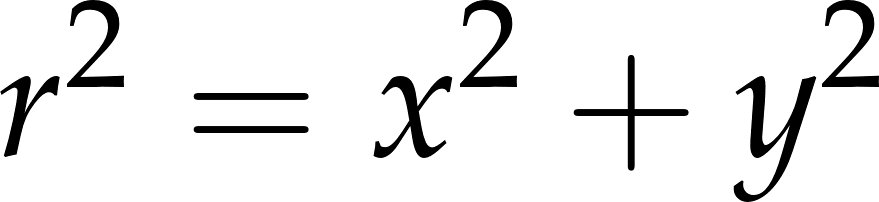 r² = x² + y²